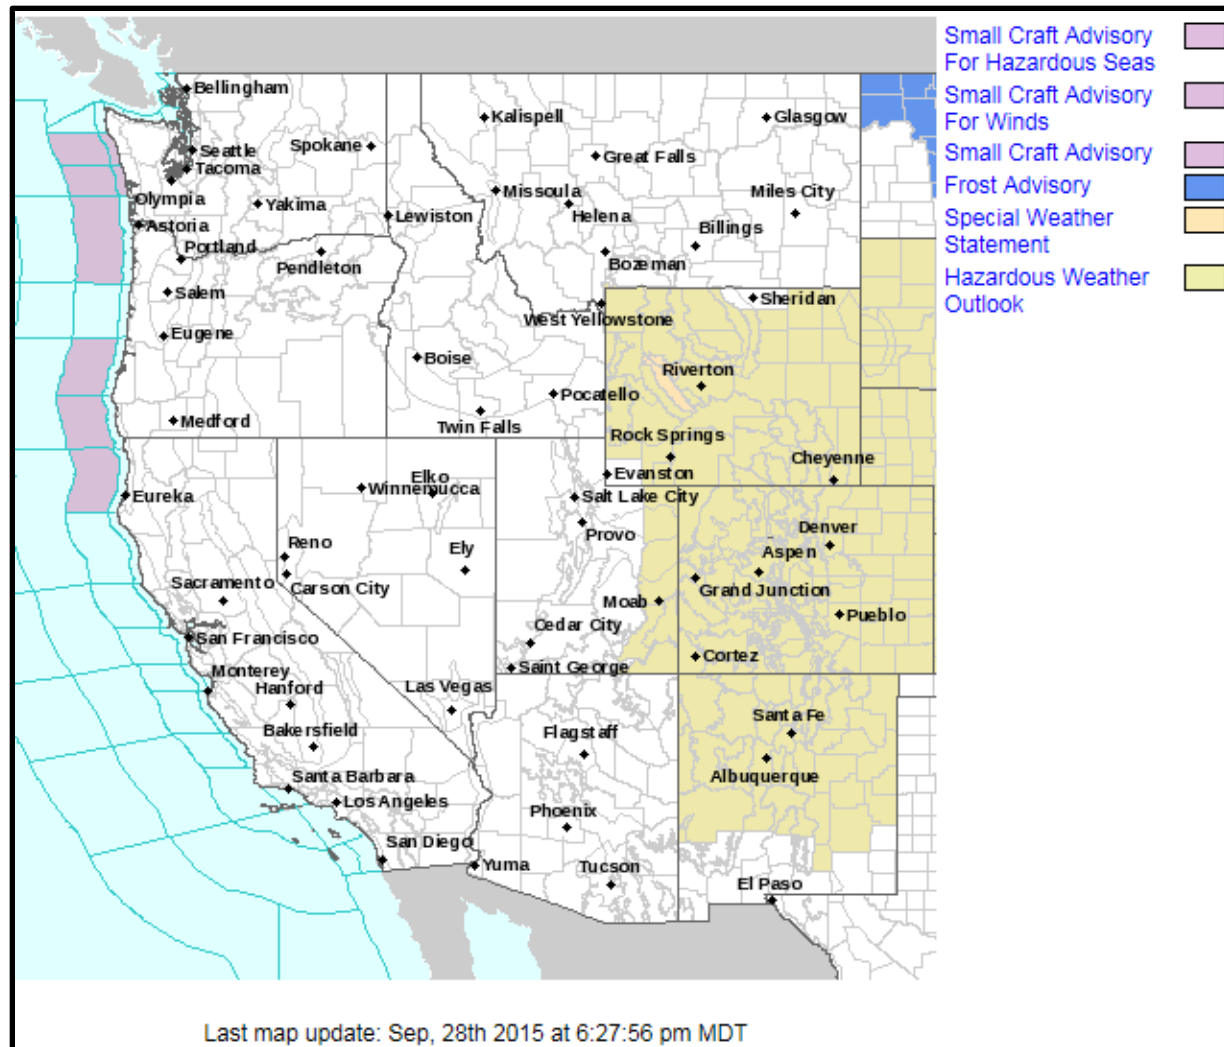 Small Craft Advisory
For Hazardous Seas
Small Craft Advisory
For Winds
Small Craft Advisory
Frost Advisory
Special Weather
Statement
Hazardous Weather
Outlook
Bellingham
Seattle
Tacoma
Olympia
Spokane
Yakima
Astoria
Portland
Pendleton
Lewiston
Salem
Eugene
Medford
Kalispell
Glasgow
Great Falls
Missoula
Helena
Miles City
Billings
Bozeman
Sheridan
West Yellowstone
Boise
Pocatello
Twin Falls
Riverton
Rock Springs
Evanston
Cheyenne
Eureka
Winnemucca
Elko
Salt Lake City
Provo
Reno
Ely
Carson City
Sacramento
San Francisco
Monterey
Hanford
Bakersfield
Las Vegas
Cedar City
Saint George
Moab
Denver
Aspen
Grand Junction
Pueblo
Cortez
Santa Fe
Albuquerque
Flagstaff
Phoenix
Tucson
Yuma
Santa Barbara
Los Angeles
San Diego
El Paso
Last map update: Sep, 28th 2015 at 6:27:56 pm MDT